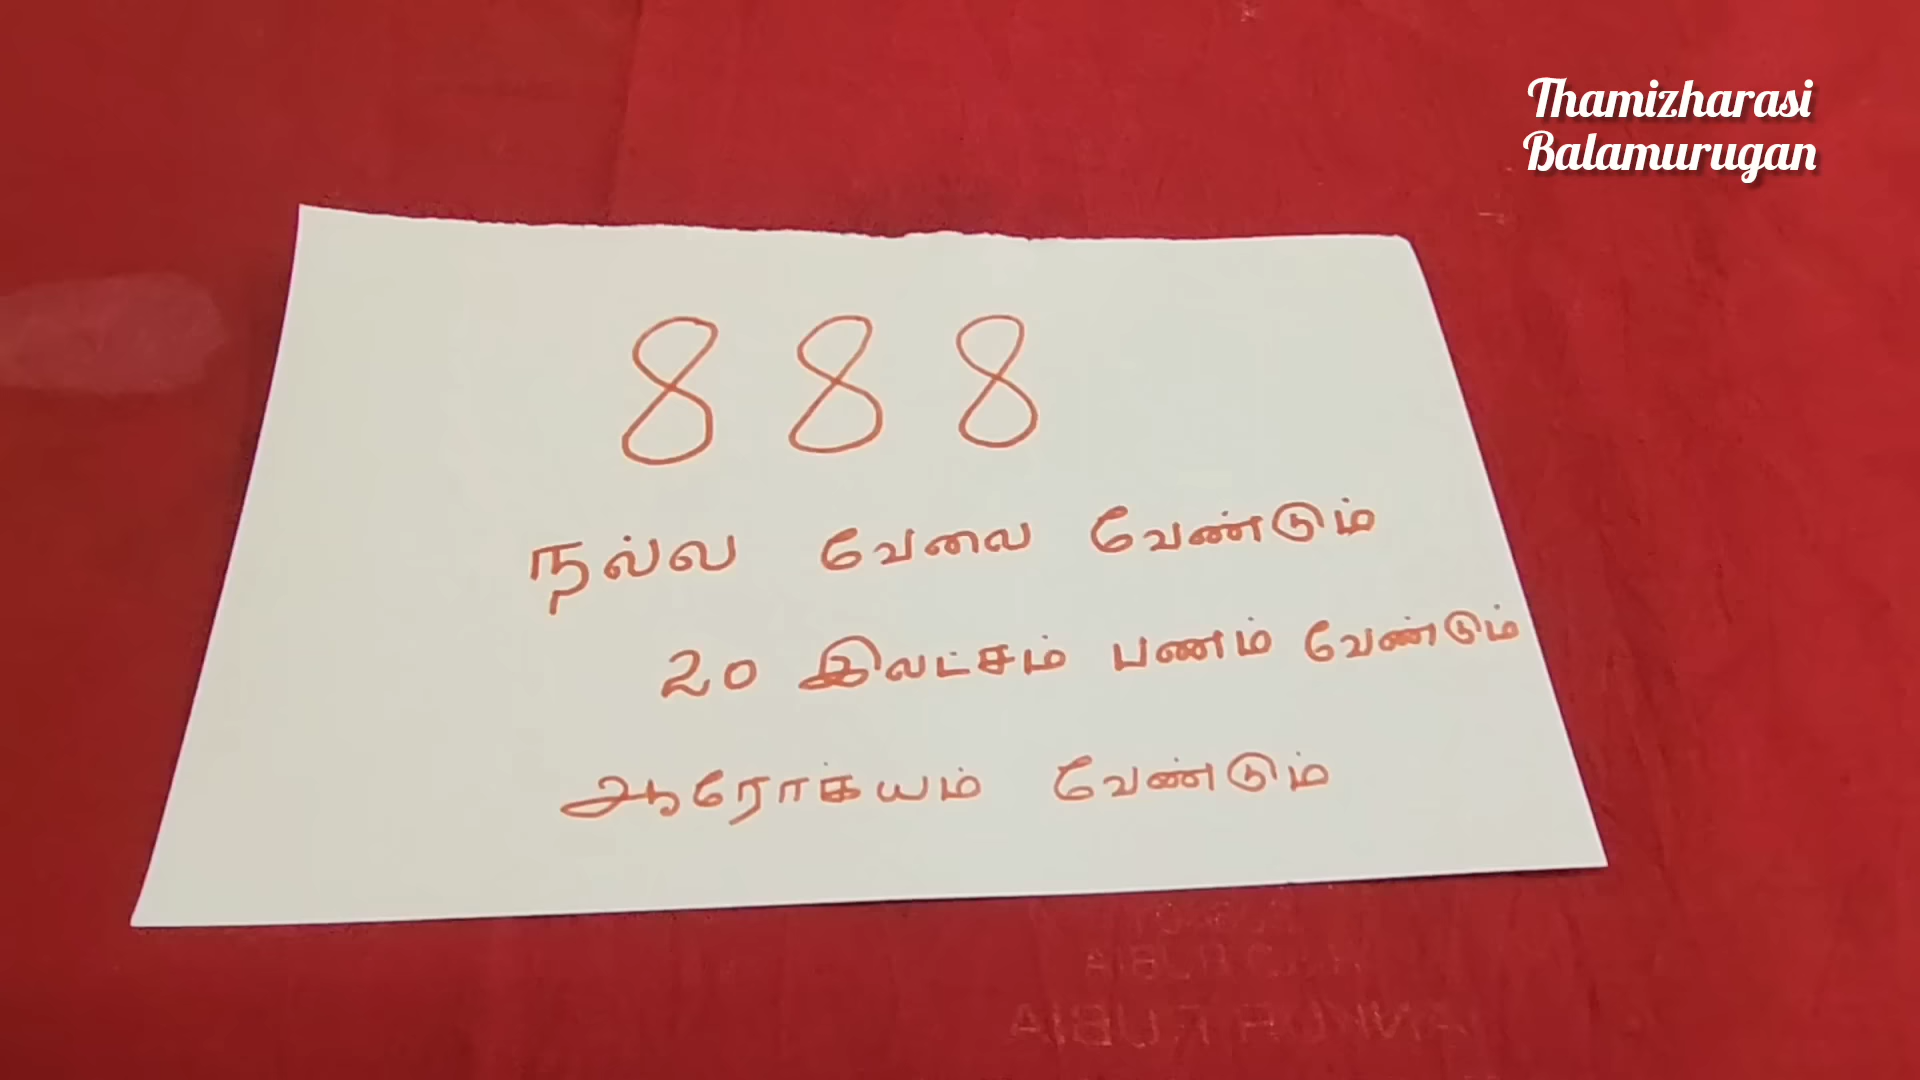 Thamizharasi
Balamurugan
888
நல்ல வேலை வேண்டும்
20 இலட்சம் பணம் வேண்டும்
ஆரோக்யம் வேண்டும்